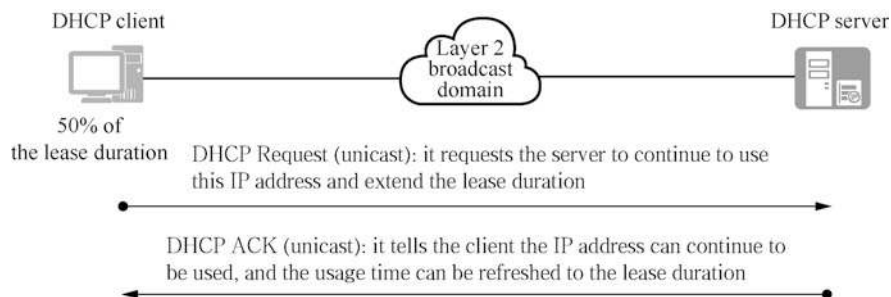 DHCP client
DHCP server
Layer 2
broadcast
domain
50% of
the lease duration
DHCP Request (unicast): it requests the server to continue to use
this IP address and extend the lease duration
DHCP ACK (unicast): it tells the client the IP address can continue to
be used, and the usage time can be refreshed to the lease duration